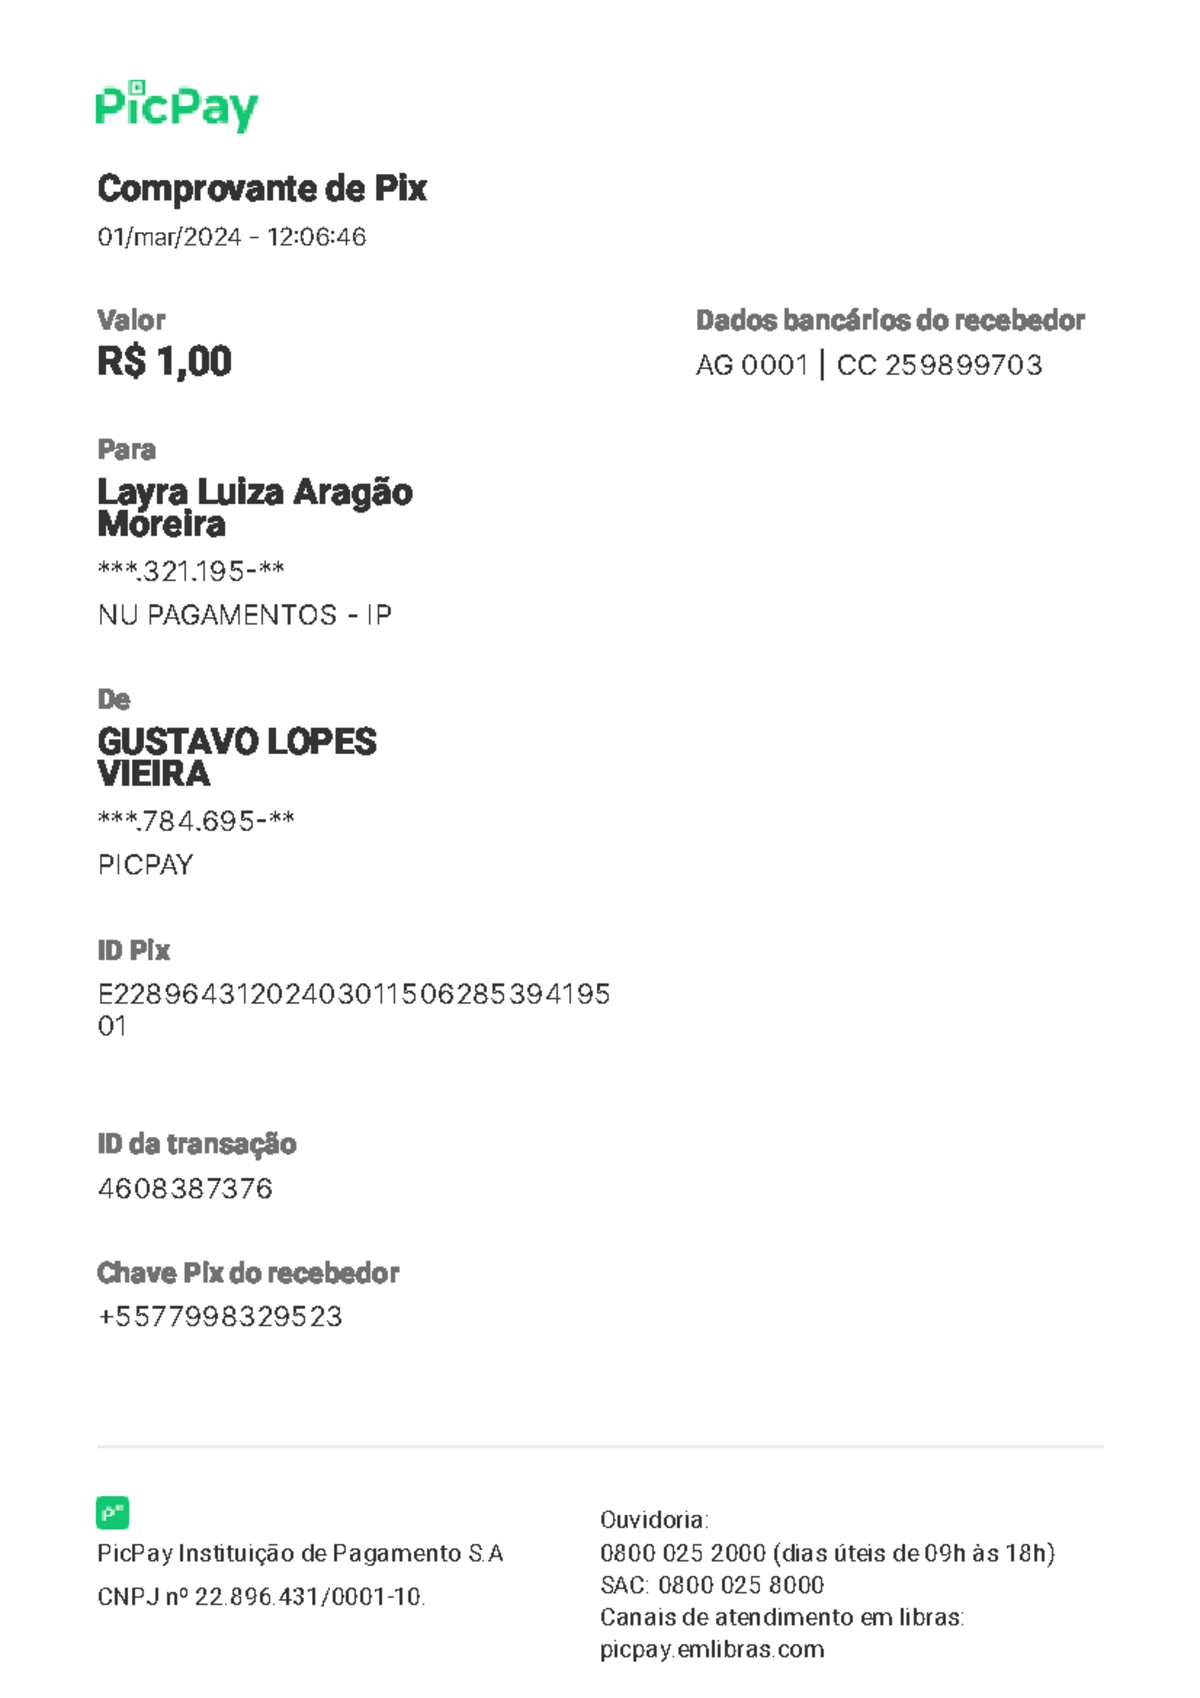 PicPay
Comprovante de Pix
01/mar/2024 - 12:06:46
Valor
R$ 1,00
Dados bancários do recebedor
AG 0001 | CC 259899703
Para
Layra Luiza Aragão
Moreira
***.321.195-**
NU PAGAMENTOS - IP
De
GUSTAVO LOPES
VIEIRA
***.784.695-**
PICPAY
ID Pix
E228964312024030115062853941​95
01
ID da transação
4608387376
Chave Pix do recebedor
+5577998329523
PicPay Instituição de Pagamento S.A
CNPJ nº 22.896.431/0001-10.
Ouvidoria:
0800 025 2000 (dias úteis de 09h às 18h)
SAC: 0800 025 8000
Canais de atendimento em libras:
picpay.emlibras.com